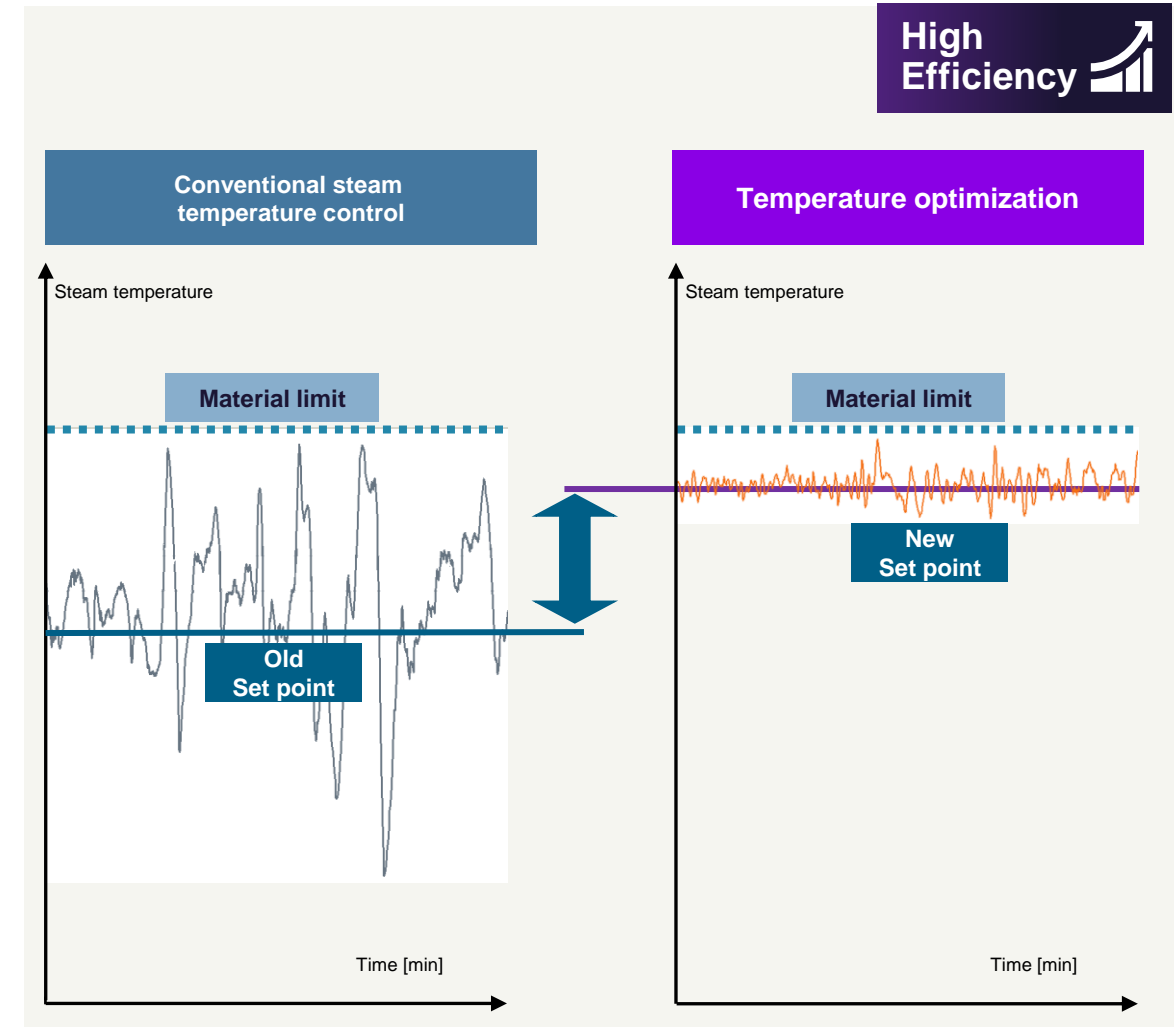 High
Efficiency
Conventional steam
temperature control
Steam temperature
Material limit
Old
Set point
Time [min]
Temperature optimization
Steam temperature
Material limit
New
Set point
Time [min]